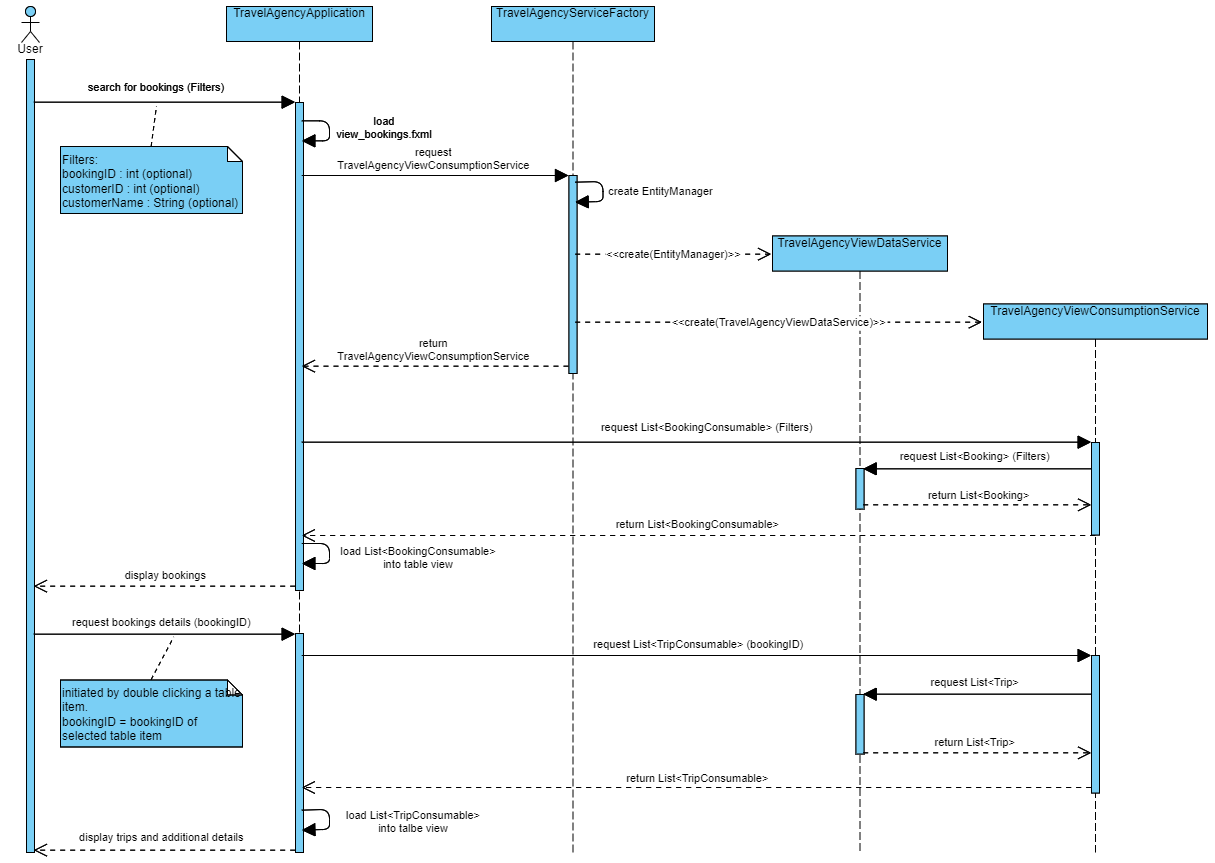 TravelAgencyApplication
TravelAgencyServiceFactory
User
search for bookings (Filters)
load
view_bookings.fxml
Filters:
bookingID : int (optional)
customerID : int (optional)
customerName : String (optional)
request
TravelAgencyViewConsumptionService
create EntityManager
<<create(EntityManager)>>
TravelAgencyViewDataService
<<create(TravelAgencyViewDataService)>>
TravelAgencyViewConsumptionService
return
TravelAgencyViewConsumptionService
request List<BookingConsumable> (Filters)
request List<Booking> (Filters)
return List<Booking>
return List<BookingConsumable>
load List<BookingConsumable>
into table view
display bookings
request bookings details (bookingID)
request List<TripConsumable> (bookingID)
initiated by double clicking a table
item.
bookingID = bookingID of
selected table item
request List<Trip>
return List<Trip>
return List<TripConsumable>
load List<TripConsumable>
into talbe view
display trips and additional details